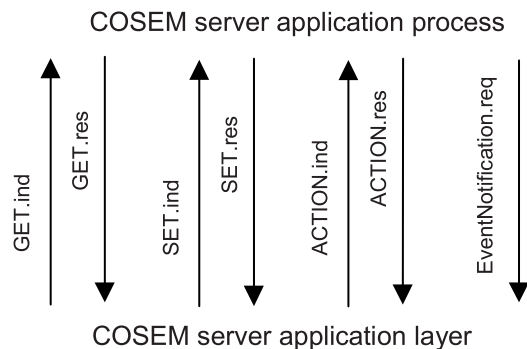 COSEM server application process
GET.ind
GET.res
SET.ind
SET.res
ACTION.ind
ACTION.res
EventNotification.req
COSEM server application layer